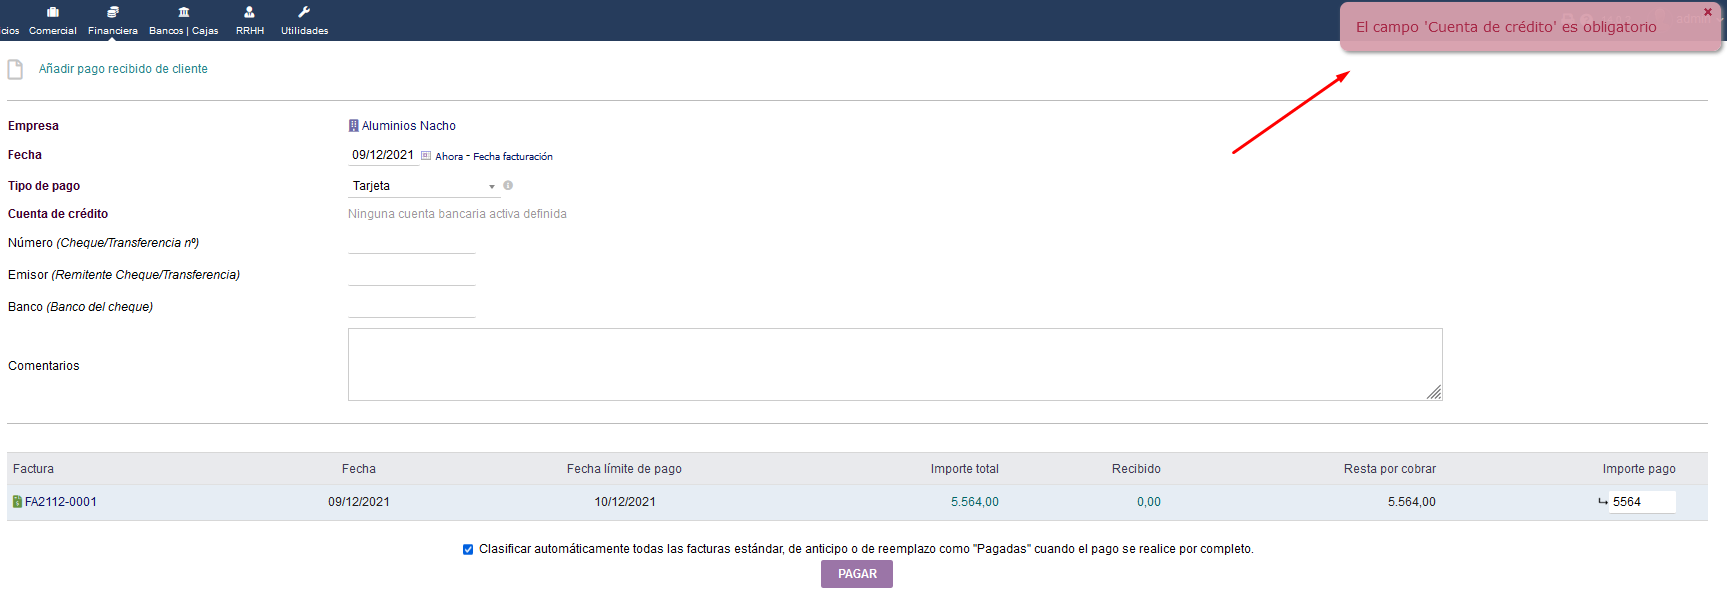 cios Comercial Financiera Bancos | Cajas RRHH Utilidades
El campo 'Cuenta de crédito' es obligatorio
Añadir pago recibido de cliente
Empresa Aluminios Nacho
Fecha 09/12/2021 Ahora - Fecha facturación
Tipo de pago Tarjeta
Cuenta de crédito Ninguna cuenta bancaria activa definida
Número (Cheque/Transferencia nº)
Emisor (Remitente Cheque/Transferencia)
Banco (Banco del cheque)
Comentarios
Factura Fecha Fecha límite de pago Importe total Recibido Resta por cobrar Importe pago
FA2112-0001 09/12/2021 10/12/2021 5.564,00 0,00 5.564,00 5564
Clasificar automáticamente todas las facturas estándar, de anticipo o de reemplazo como "Pagadas" cuando el pago se realice por completo.
PAGAR